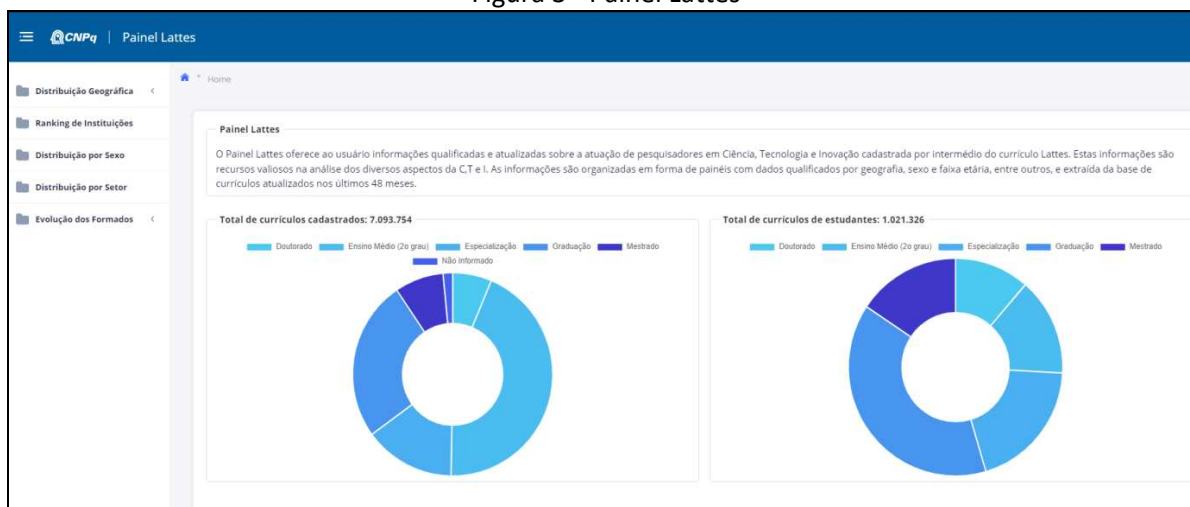 CNPq | Painel Lattes
Distribuição Geográfica
Ranking de Instituições
Distribuição por Sexo
Distribuição por Setor
Evolução dos Formados
Home
Painel Lattes
O Painel Lattes oferece ao usuário informações qualificadas e atualizadas sobre a atuação de pesquisadores em Ciência, Tecnologia e Inovação cadastrada por intermédio do currículo Lattes. Estas informações são
recursos valiosos na análise dos diversos aspectos da C,T e I. As informações são organizadas em forma de painéis com dados qualificados por geografia, sexo e faixa etária, entre outros, e extraída da base de
currículos atualizados nos últimos 48 meses.
Total de currículos cadastrados: 7.093.754
Doutorado Ensino Médio (2o grau) Especialização Graduação Mestrado
Não informado
Total de currículos de estudantes: 1.021.326
Doutorado Ensino Médio (2o grau) Especialização Graduação Mestrado